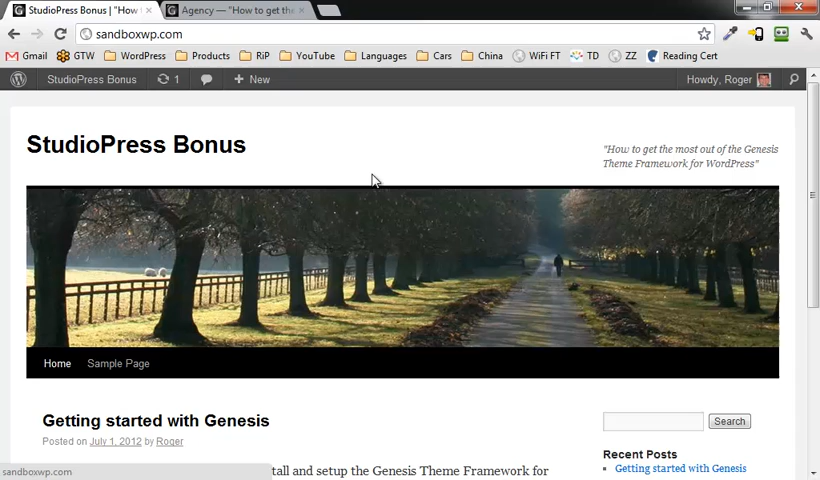 StudioPress Bonus | "How t
Agency — "How to get the
sandboxwp.com
Gmail GTW WordPress Products RiP YouTube Languages Cars China WiFi FT TD ZZ Reading Cert
StudioPress Bonus 1 + New Howdy, Roger
StudioPress Bonus
"How to get the most out of the Genesis
Theme Framework for WordPress"
Home Sample Page
Getting started with Genesis
Posted on July 1, 2012 by Roger
Search
Recent Posts
Getting started with Genesis
tall and setup the Genesis Theme Framework for
sandboxwp.com